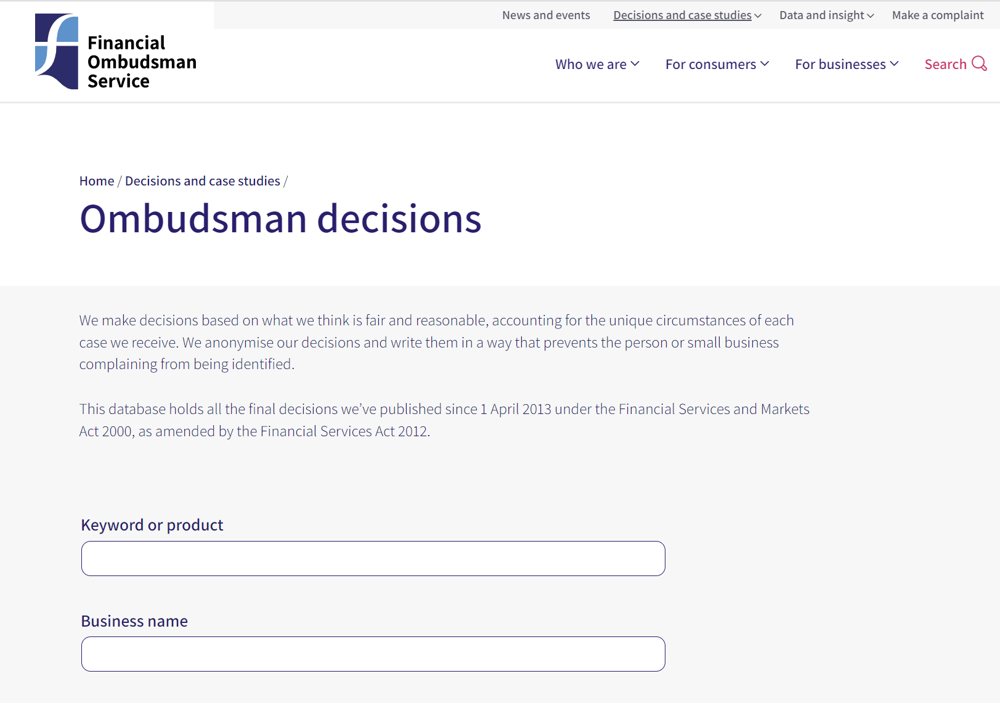 News and events Decisions and case studies Data and insight Make a complaint
Financial
Ombudsman
Service
Who we are For consumers For businesses Search
Home / Decisions and case studies /
Ombudsman decisions
We make decisions based on what we think is fair and reasonable, accounting for the unique circumstances of each
case we receive. We anonymise our decisions and write them in a way that prevents the person or small business
complaining from being identified.
This database holds all the final decisions we’ve published since 1 April 2013 under the Financial Services and Markets
Act 2000, as amended by the Financial Services Act 2012.
Keyword or product
Business name